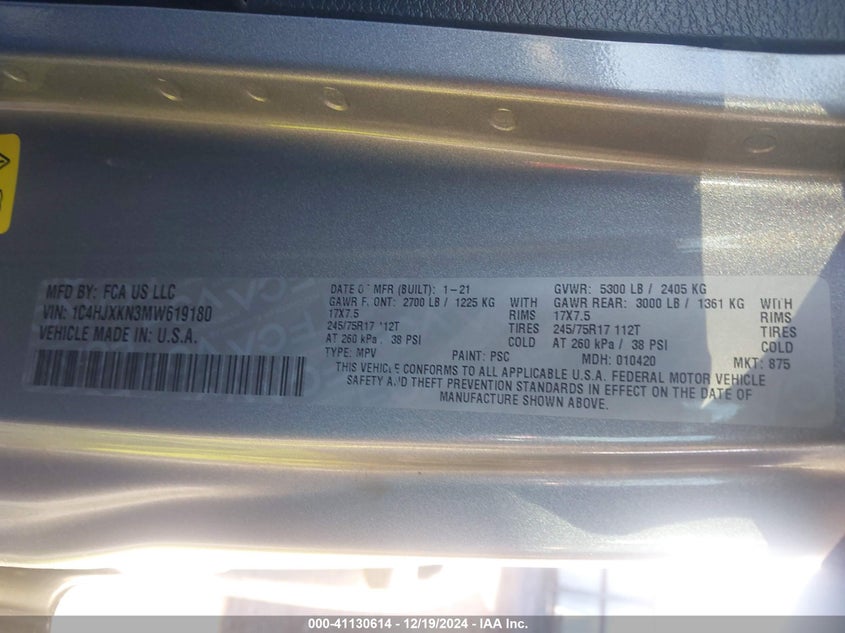 MFD BY: FCA US LLC
VIN: 1C4HJXKN3MW619180
VEHICLE MADE IN U.S.A.
DATE O MFR (BUILT): 1-21
GAWR F ONT: 2700 LB / 1225 KG WITH
17X7.5 RIMS
245/75R17 112T TIRES
AT 260 kPa / 38 PSI COLD
TYPE: MPV PAINT: PSC
GVWR: 5300 LB / 2405 KG
GAWR REAR: 3000 LB / 1361 KG WITH
17X7.5 RIMS
245/75R17 112T TIRES
AT 260 kPa / 38 PSI COLD
MDH: 010420 MKT: 875
THIS VEHICLE CONFORMS TO ALL APPLICABLE U.S.A. FEDERAL MOTOR VEHICLE
SAFETY AND THEFT PREVENTION STANDARDS IN EFFECT ON THE DATE OF
MANUFACTURE SHOWN ABOVE.
000-41130614 - 12/19/2024 - IAA Inc.